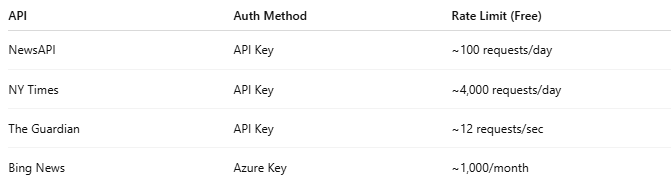 API Auth Method Rate Limit (Free)
NewsAPI API Key ~100 requests/day
NY Times API Key ~4,000 requests/day
The Guardian API Key ~12 requests/sec
Bing News Azure Key ~1,000/month